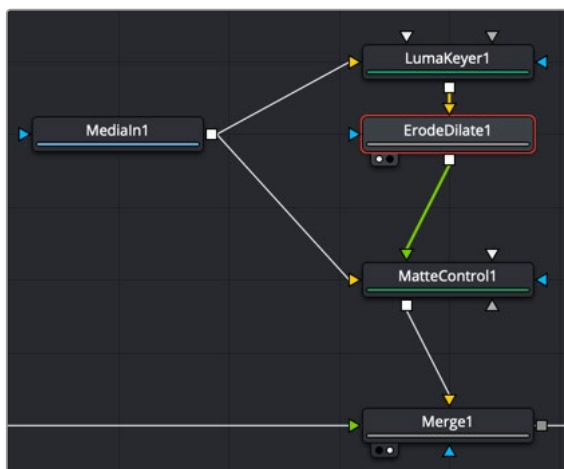 LumaKeyer1
MediaIn1
ErodeDilate1
MatteControl1
Merge1